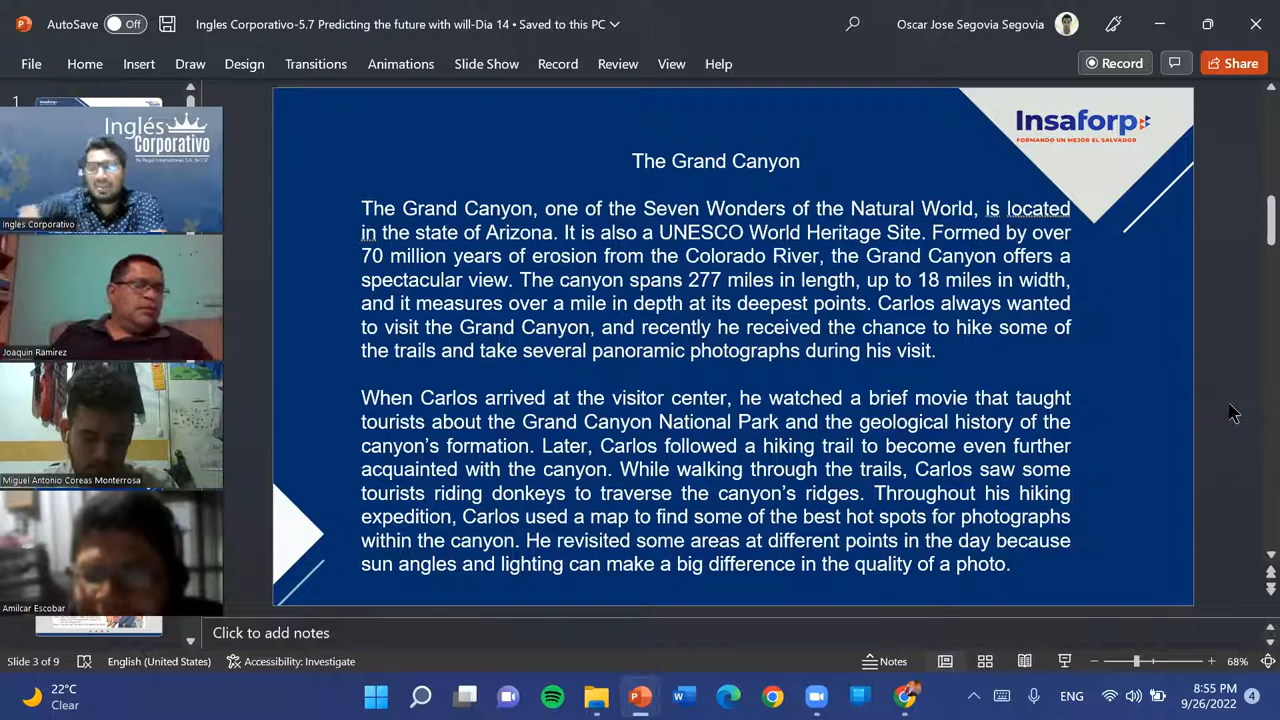 AutoSave
Off
Ingles Corporativo-5.7 Predicting the future with will-Dia 14 • Saved to this PC
Oscar Jose Segovia Segovia
File
Home
Insert
Draw
Design
Transitions
Animations
Slide Show
Record
Review
View
Help
Record
Share
1
Inglés
Corporativo
Ingles Corporativo
Joaquin Ramirez
Miguel Antonio Coreas Monterrosa
Amilcar Escobar
Insaforp
FORMANDO UN MEJOR EL SALVADOR
The Grand Canyon
The Grand Canyon, one of the Seven Wonders of the Natural World, is located
in the state of Arizona. It is also a UNESCO World Heritage Site. Formed by over
70 million years of erosion from the Colorado River, the Grand Canyon offers a
spectacular view. The canyon spans 277 miles in length, up to 18 miles in width,
and it measures over a mile in depth at its deepest points. Carlos always wanted
to visit the Grand Canyon, and recently he received the chance to hike some of
the trails and take several panoramic photographs during his visit.
When Carlos arrived at the visitor center, he watched a brief movie that taught
tourists about the Grand Canyon National Park and the geological history of the
canyon's formation. Later, Carlos followed a hiking trail to become even further
acquainted with the canyon. While walking through the trails, Carlos saw some
tourists riding donkeys to traverse the canyon's ridges. Throughout his hiking
expedition, Carlos used a map to find some of the best hot spots for photographs
within the canyon. He revisited some areas at different points in the day because
sun angles and lighting can make a big difference in the quality of a photo.
Click to add notes
Slide 3 of 9
English (United States)
Accessibility: Investigate
Notes
68%
22°C
Clear
ENG
8:55 PM
9/26/2022
4